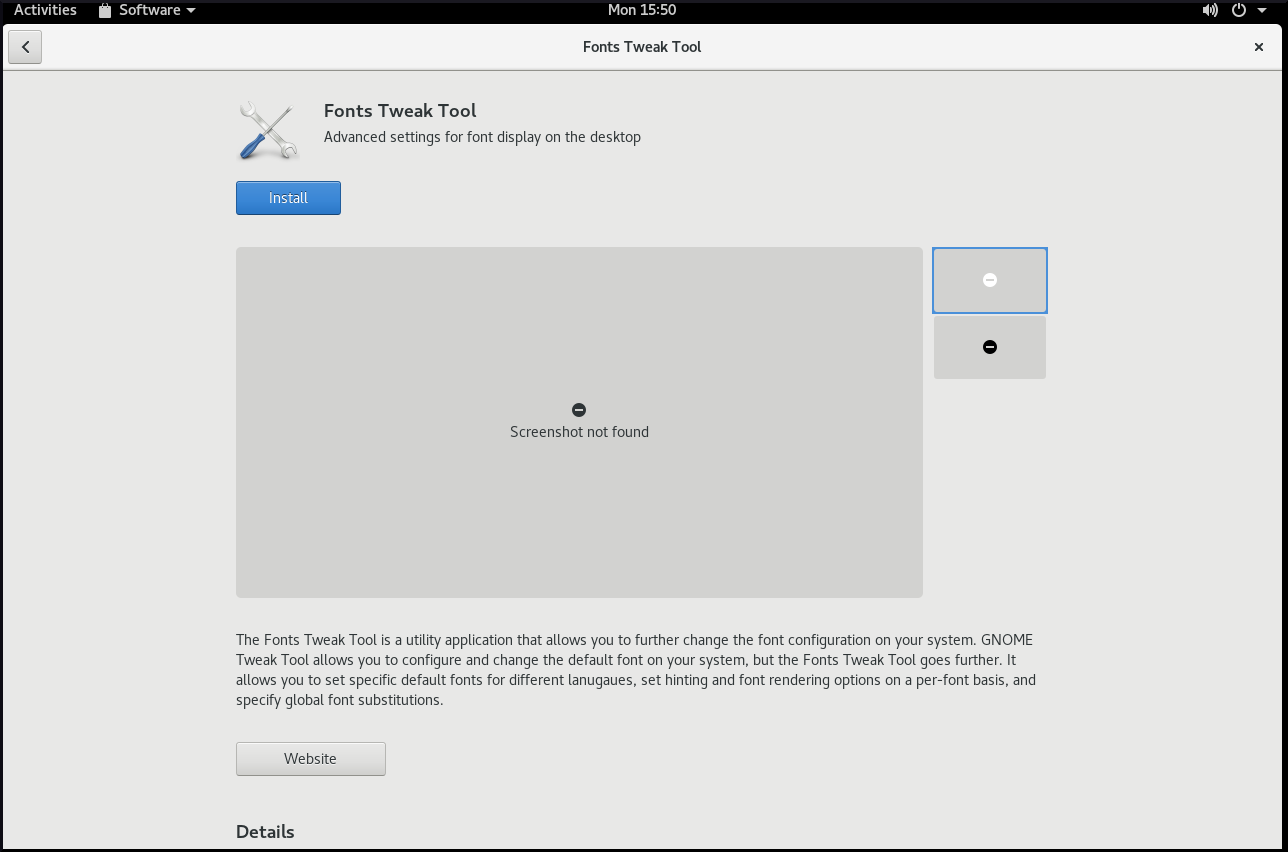 Activities Software Mon 15:50
Fonts Tweak Tool
Fonts Tweak Tool
Advanced settings for font display on the desktop
Install
Screenshot not found
The Fonts Tweak Tool is a utility application that allows you to further change the font configuration on your system. GNOME
Tweak Tool allows you to configure and change the default font on your system, but the Fonts Tweak Tool goes further. It
allows you to set specific default fonts for different lanugaues, set hinting and font rendering options on a per-font basis, and
specify global font substitutions.
Website
Details